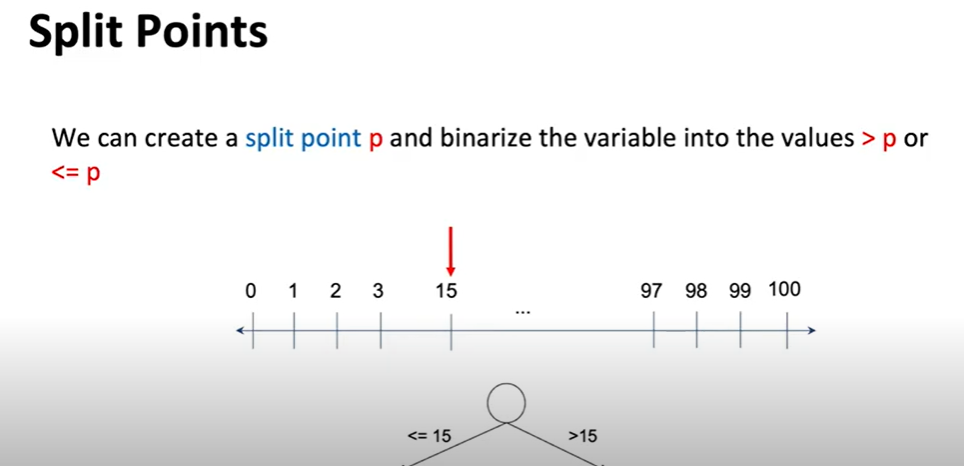 Split Points
We can create a split point p and binarize the variable into the values > p or
<= p
0 1 2 3 15 97 98 99 100
...
<= 15 >15